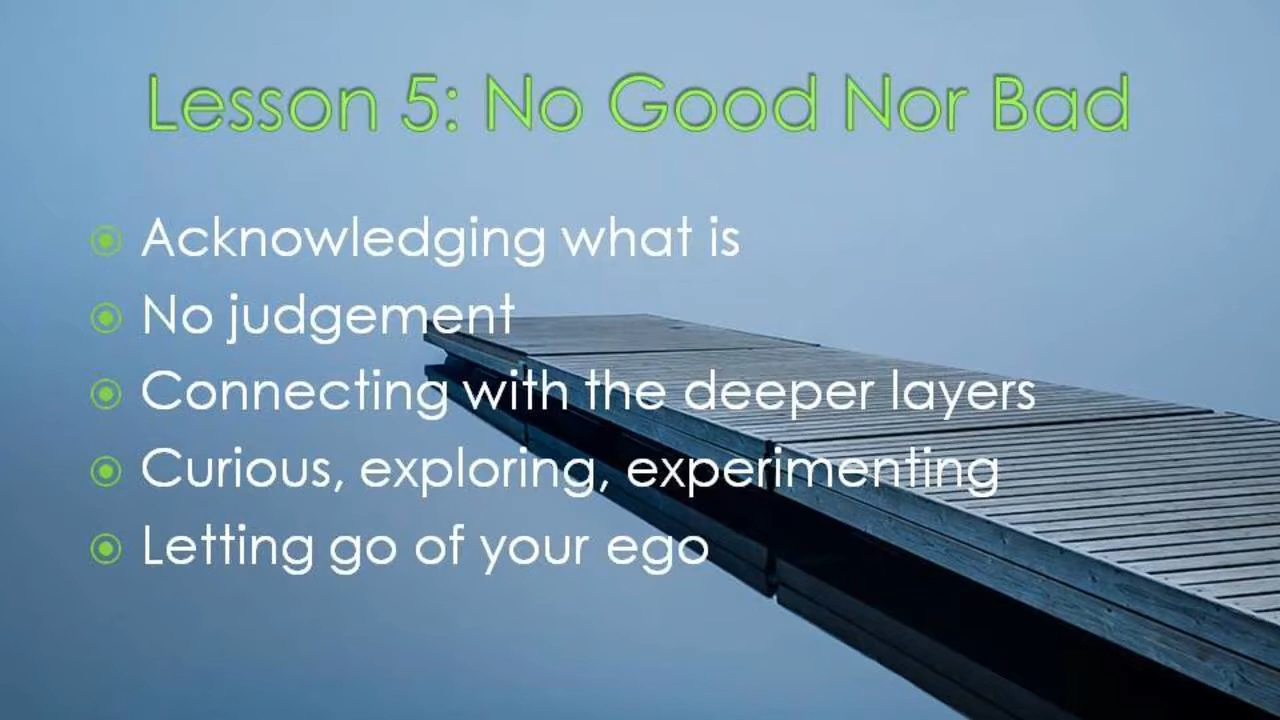 Lesson 5: No Good Nor Bad
Acknowledging what is
No judgement
Connecting with the deeper layers
Curious, exploring, experimenting
Letting go of your ego